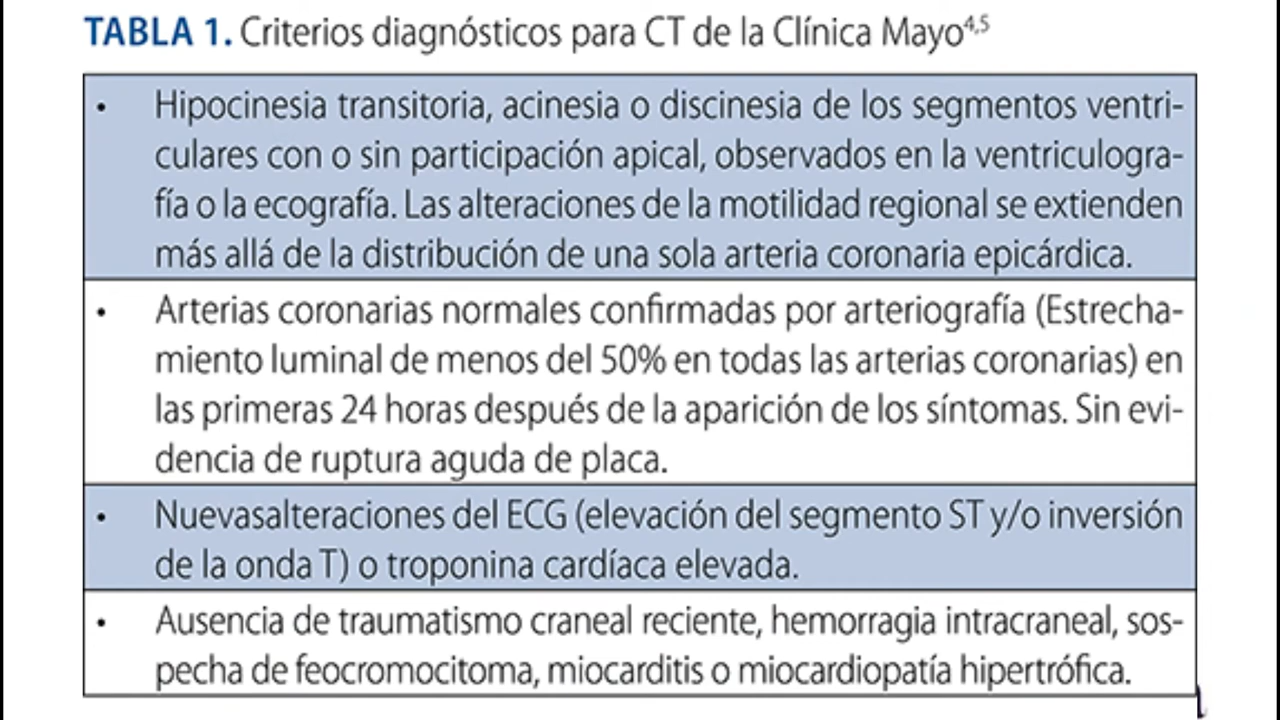 TABLA 1. Criterios diagnósticos para CT de la Clínica Mayo4,5
• Hipocinesia transitoria, acinesia o discinesia de los segmentos ventri-
culares con o sin participación apical, observados en la ventriculogra-
fía o la ecografía. Las alteraciones de la motilidad regional se extienden
más allá de la distribución de una sola arteria coronaria epicárdica.
• Arterias coronarias normales confirmadas por arteriografía (Estrecha-
miento luminal de menos del 50% en todas las arterias coronarias) en
las primeras 24 horas después de la aparición de los síntomas. Sin evi-
dencia de ruptura aguda de placa.
• Nuevasalteraciones del ECG (elevación del segmento ST y/o inversión
de la onda T) o troponina cardíaca elevada.
• Ausencia de traumatismo craneal reciente, hemorragia intracraneal, sos-
pecha de feocromocitoma, miocarditis o miocardiopatía hipertrófica.